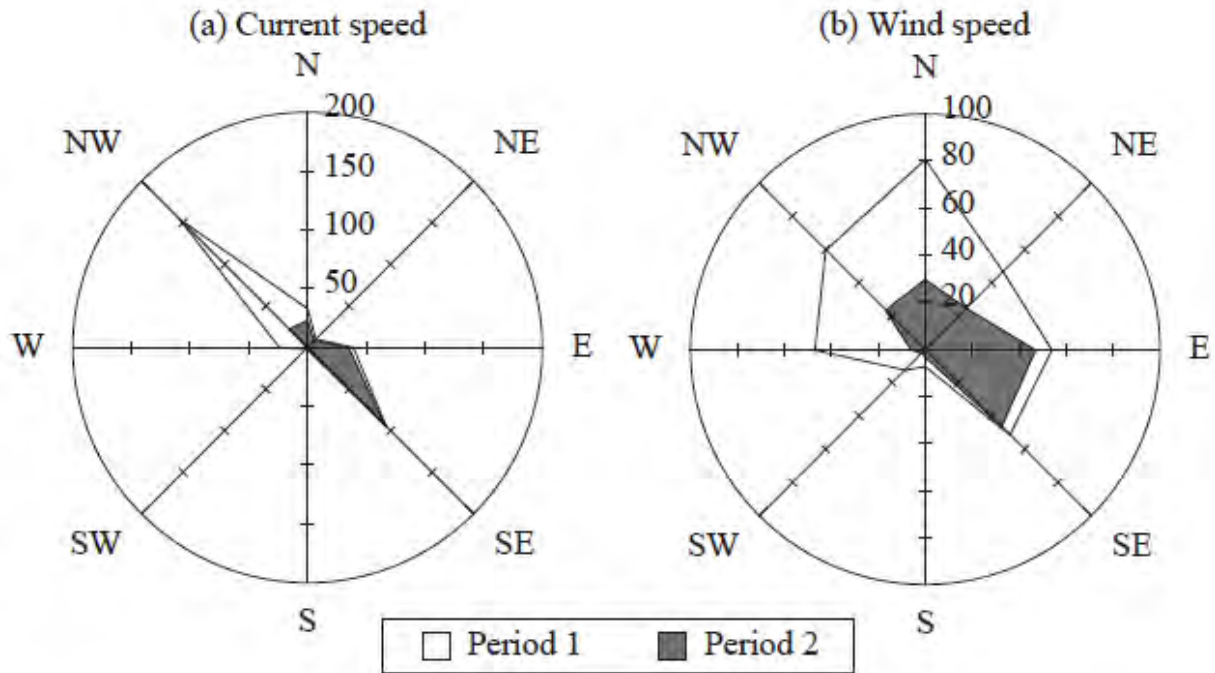 (a) Current speed
N
200
NW
NE
150
100
50
W
E
SW
SE
S
(b) Wind speed
N
100
NW
NE
80
60
40
20
W
E
SW
SE
S
Period 1
Period 2